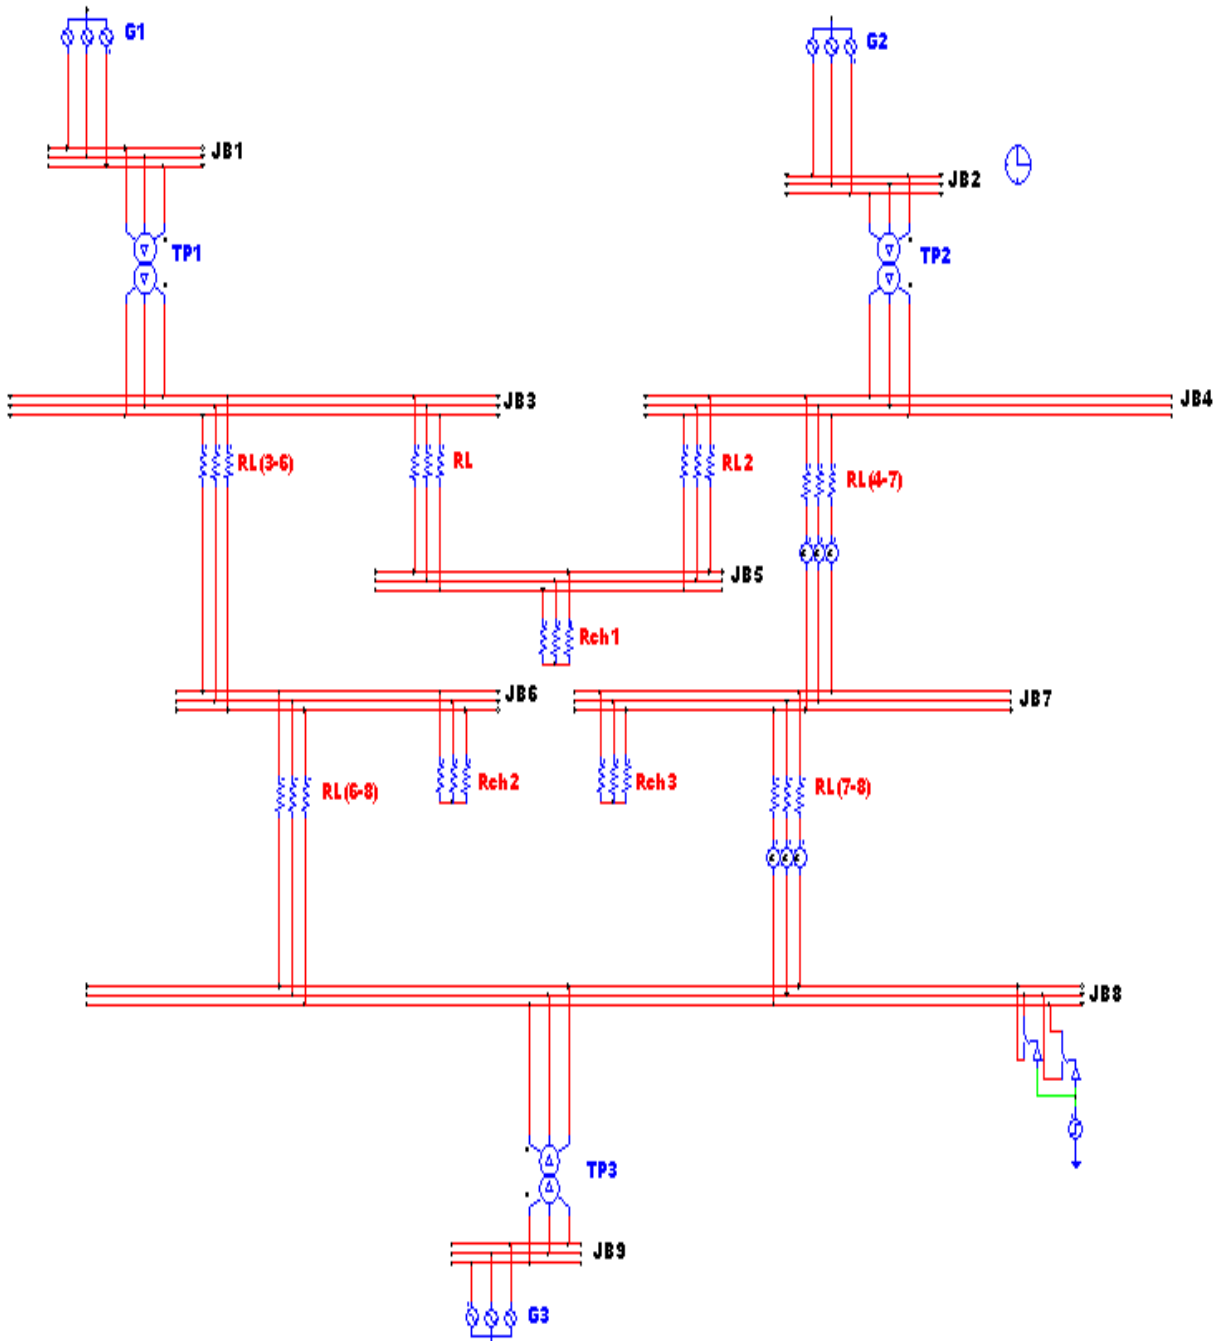 G1
G2
JB1
JB2
TP1
TP2
JB3
JB4
RL(3-6)
RL
RL2
RL(4-7)
JB5
Rch1
JB6
JB7
RL(6-8)
Rch2
Rch3
RL(7-8)
JB8
TP3
JB9
G3